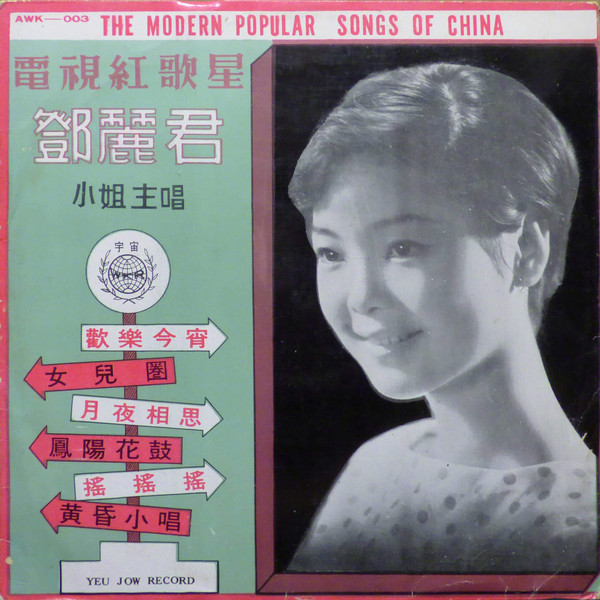 AWK—003
THE MODERN POPULAR SONGS OF CHINA
電視紅歌星
鄧麗君
小姐主唱
宇宙
WKR
歡樂今宵
女兒圈
月夜相思
鳳陽花鼓
搖搖搖
黄昏小唱
YEU JOW RECORD